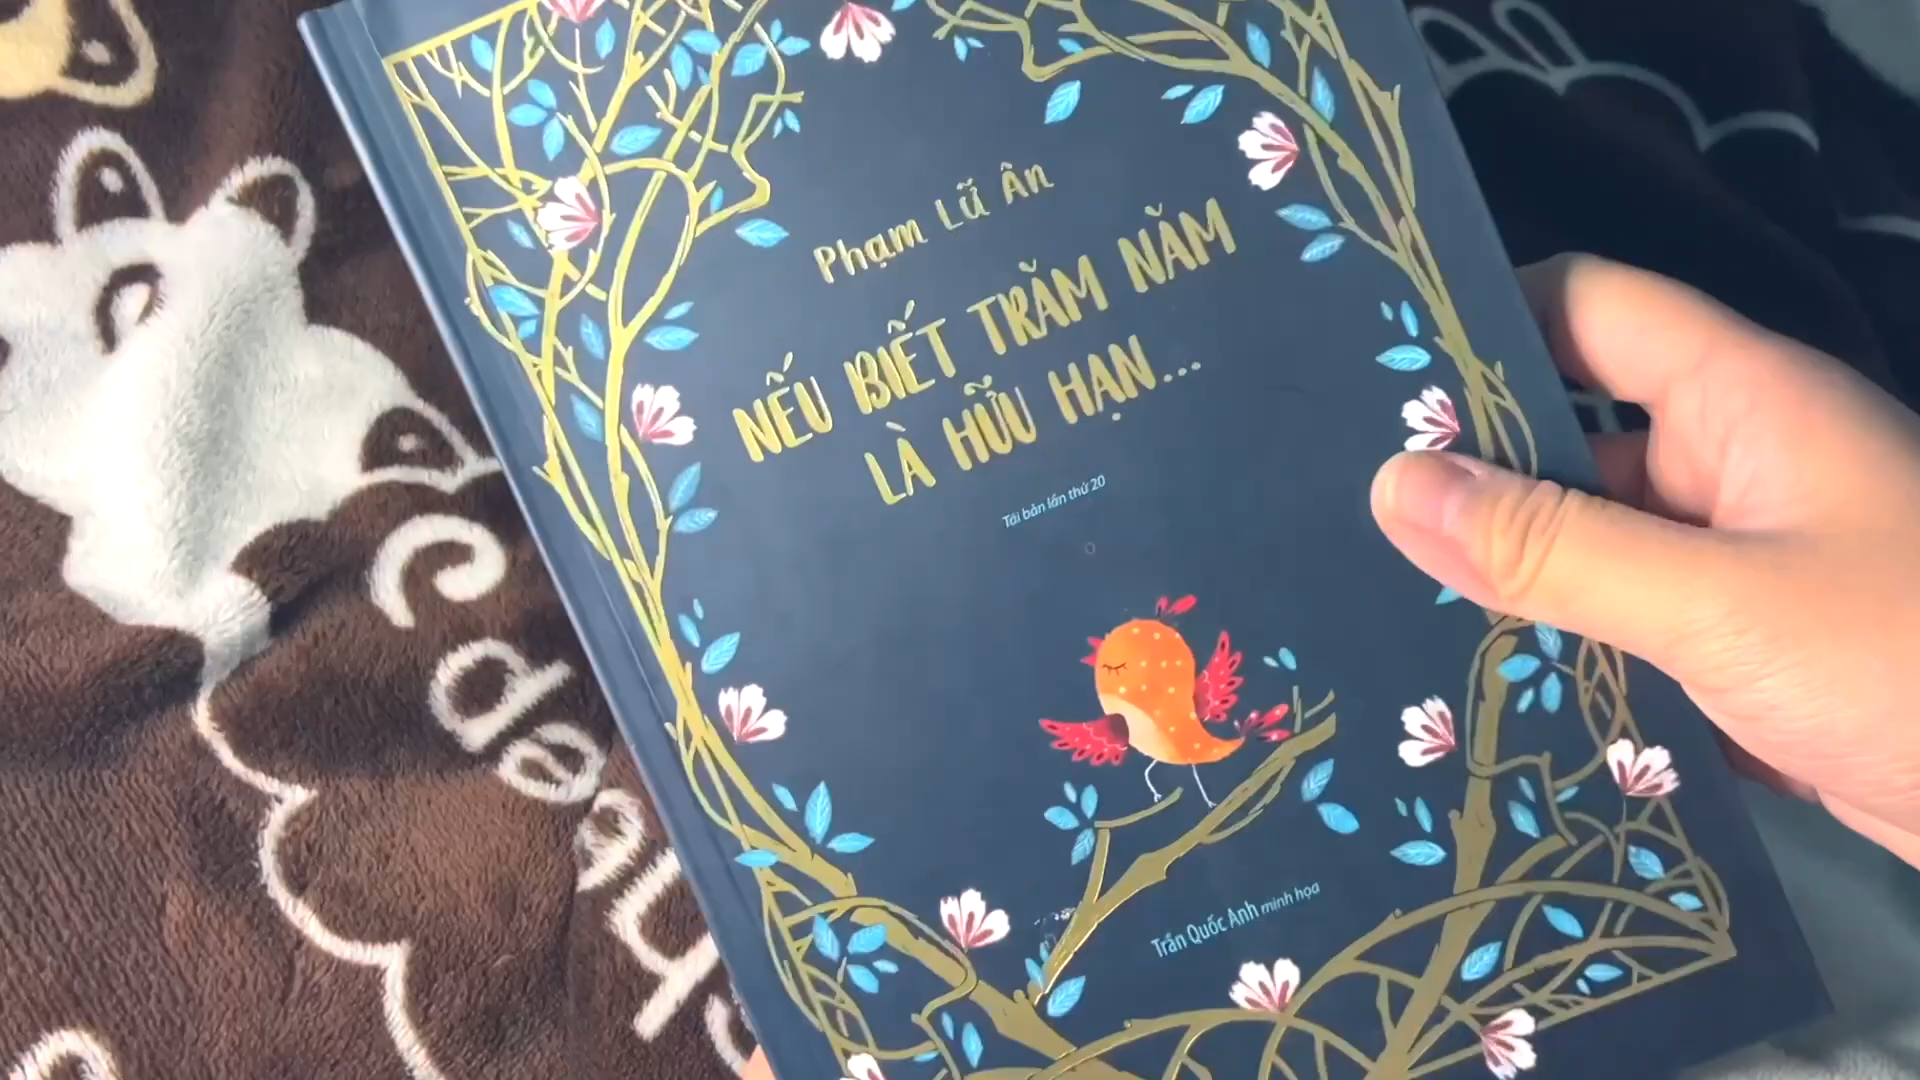 Phạm Lữ Ân
NẾU BIẾT TRĂM NĂM
LÀ HỮU HẠN...
Tái bản lần thứ 20
Trần Quốc Anh minh họa